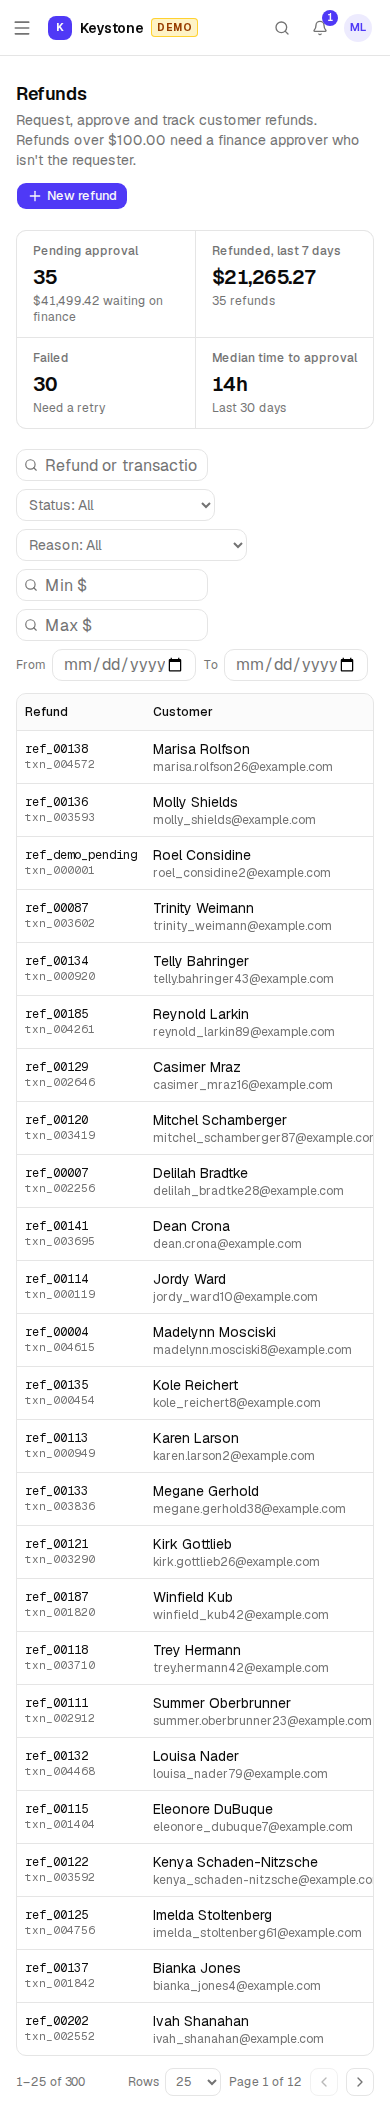 K Keystone DEMO 1 ML
Refunds
Request, approve and track customer refunds.
Refunds over $100.00 need a finance approver who
isn't the requester.
New refund
Pending approval
35
$41,499.42 waiting on
finance
Refunded, last 7 days
$21,265.27
35 refunds
Failed
30
Need a retry
Median time to approval
14h
Last 30 days
Refund or transactio
Status: All
Reason: All
Min $
Max $
From mm/dd/yyyy To mm/dd/yyyy
Refund Customer
ref_00138 Marisa Rolfson
txn_004572 marisa.rolfson26@example.com
ref_00136 Molly Shields
txn_003593 molly_shields@example.com
ref_demo_pending Roel Considine
txn_000001 roel_considine2@example.com
ref_00087 Trinity Weimann
txn_003602 trinity_weimann@example.com
ref_00134 Telly Bahringer
txn_000920 telly.bahringer43@example.com
ref_00185 Reynold Larkin
txn_004261 reynold_larkin89@example.com
ref_00129 Casimer Mraz
txn_002646 casimer_mraz16@example.com
ref_00120 Mitchel Schamberger
txn_003419 mitchel_schamberger87@example.com
ref_00007 Delilah Bradtke
txn_002256 delilah_bradtke28@example.com
ref_00141 Dean Crona
txn_003695 dean.crona@example.com
ref_00114 Jordy Ward
txn_000119 jordy_ward10@example.com
ref_00004 Madelynn Mosciski
txn_004615 madelynn.mosciski8@example.com
ref_00135 Kole Reichert
txn_000454 kole_reichert8@example.com
ref_00113 Karen Larson
txn_000949 karen.larson2@example.com
ref_00133 Megane Gerhold
txn_003836 megane.gerhold38@example.com
ref_00121 Kirk Gottlieb
txn_003290 kirk.gottlieb26@example.com
ref_00187 Winfield Kub
txn_001820 winfield_kub42@example.com
ref_00118 Trey Hermann
txn_003710 trey.hermann42@example.com
ref_00111 Summer Oberbrunner
txn_002912 summer.oberbrunner23@example.com
ref_00132 Louisa Nader
txn_004468 louisa_nader79@example.com
ref_00115 Eleonore DuBuque
txn_001404 eleonore_dubuque7@example.com
ref_00122 Kenya Schaden-Nitzsche
txn_003592 kenya_schaden-nitzsche@example.co
ref_00125 Imelda Stoltenberg
txn_004756 imelda_stoltenberg61@example.com
ref_00137 Bianka Jones
txn_001842 bianka_jones4@example.com
ref_00202 Ivah Shanahan
txn_002552 ivah_shanahan@example.com
1–25 of 300 Rows 25 Page 1 of 12